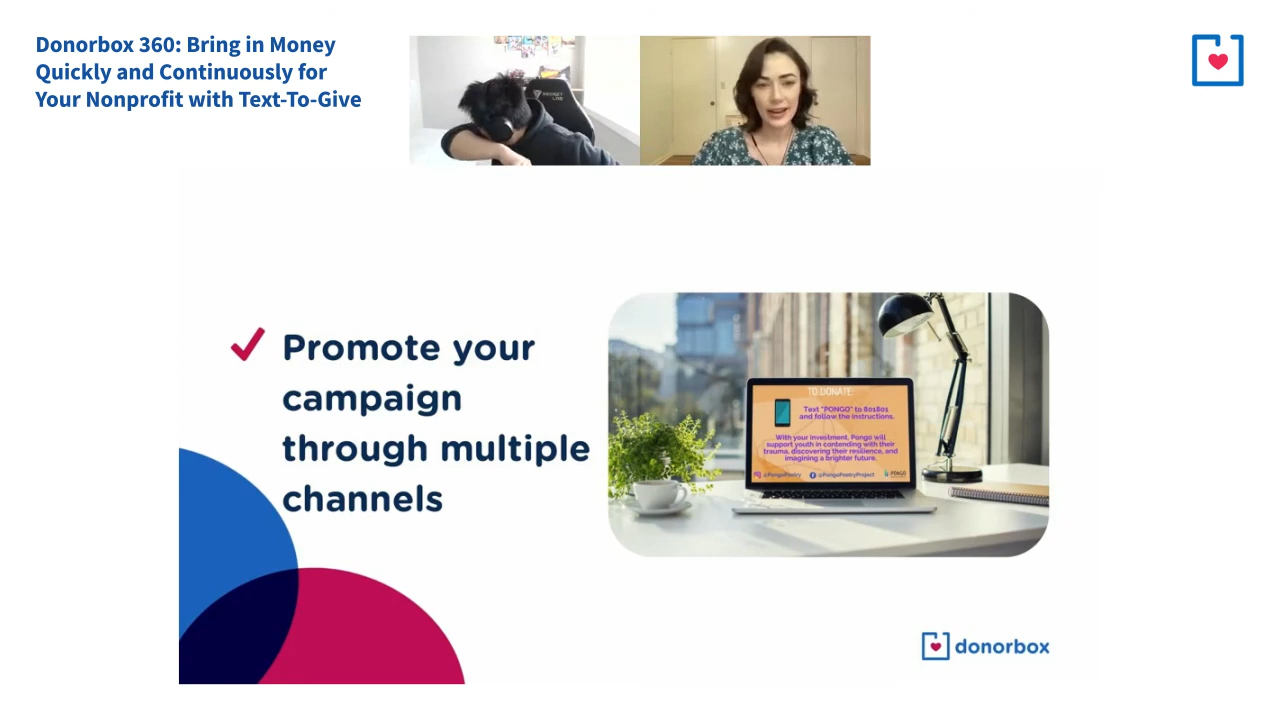 Donorbox 360: Bring in Money
Quickly and Continuously for
Your Nonprofit with Text-To-Give
Promote your
campaign
through multiple
channels
TO DONATE:
Text "PONGO" to 801801
and follow the instructions.
With your investment, Pongo will
support youth in contending with their
trauma, discovering their resilience, and
imagining a brighter future.
@PongoPoetry
@PongoPoetryProject
PONGO
donorbox